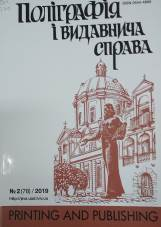 ПОЛІГРАФІЯ
І ВИДАВНИЧА
СПРАВА
№ 2 (78) / 2019
PRINTING AND PUBLISHING